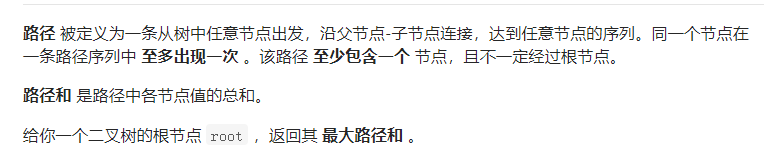 路径 被定义为一条从树中任意节点出发，沿父节点-子节点连接，达到任意节点的序列。同一个节点在
一条路径序列中 至多出现一次 。该路径 至少包含一个 节点，且不一定经过根节点。
路径和 是路径中各节点值的总和。
给你一个二叉树的根节点 root ，返回其 最大路径和 。